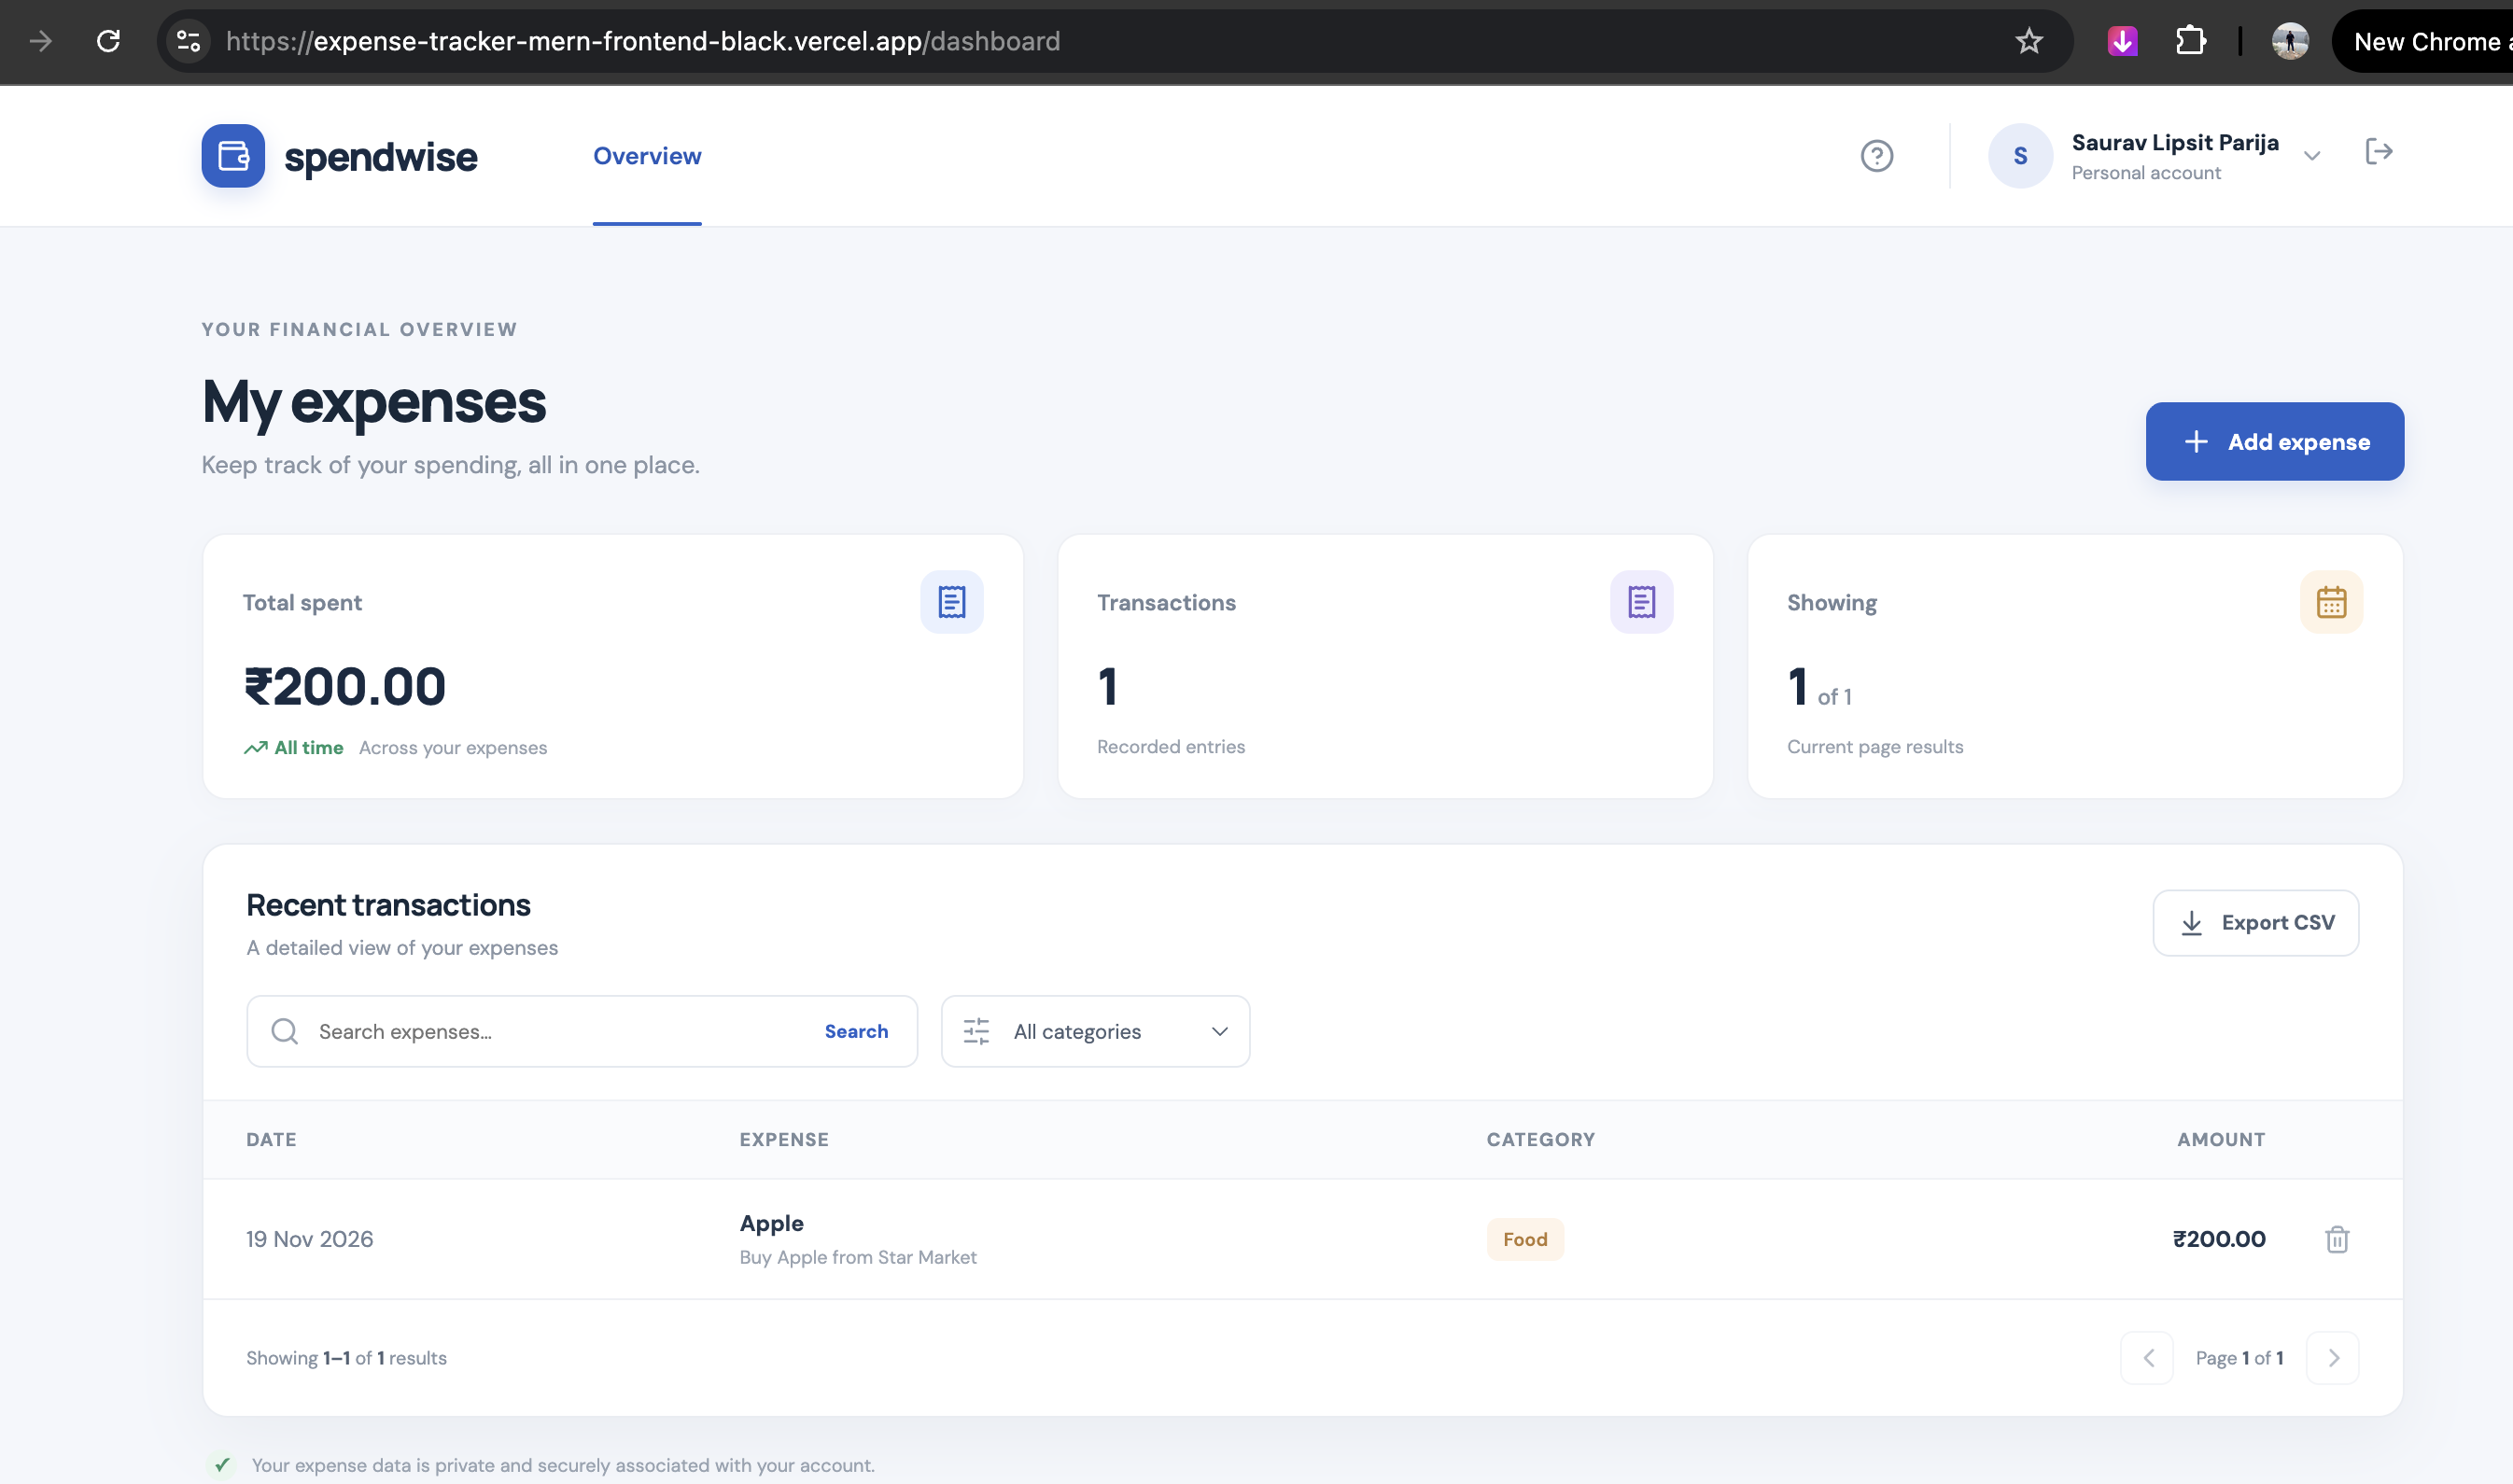 https://expense-tracker-mern-frontend-black.vercel.app/dashboard
New Chrome
spendwise
Overview
S
Saurav Lipsit Parija
Personal account
YOUR FINANCIAL OVERVIEW
My expenses
Keep track of your spending, all in one place.
+ Add expense
Total spent
₹200.00
All time Across your expenses
Transactions
1
Recorded entries
Showing
1 of 1
Current page results
Recent transactions
A detailed view of your expenses
Export CSV
Search expenses...
Search
All categories
DATE EXPENSE CATEGORY AMOUNT
19 Nov 2026
Apple
Buy Apple from Star Market
Food
₹200.00
Showing 1–1 of 1 results
Page 1 of 1
Your expense data is private and securely associated with your account.